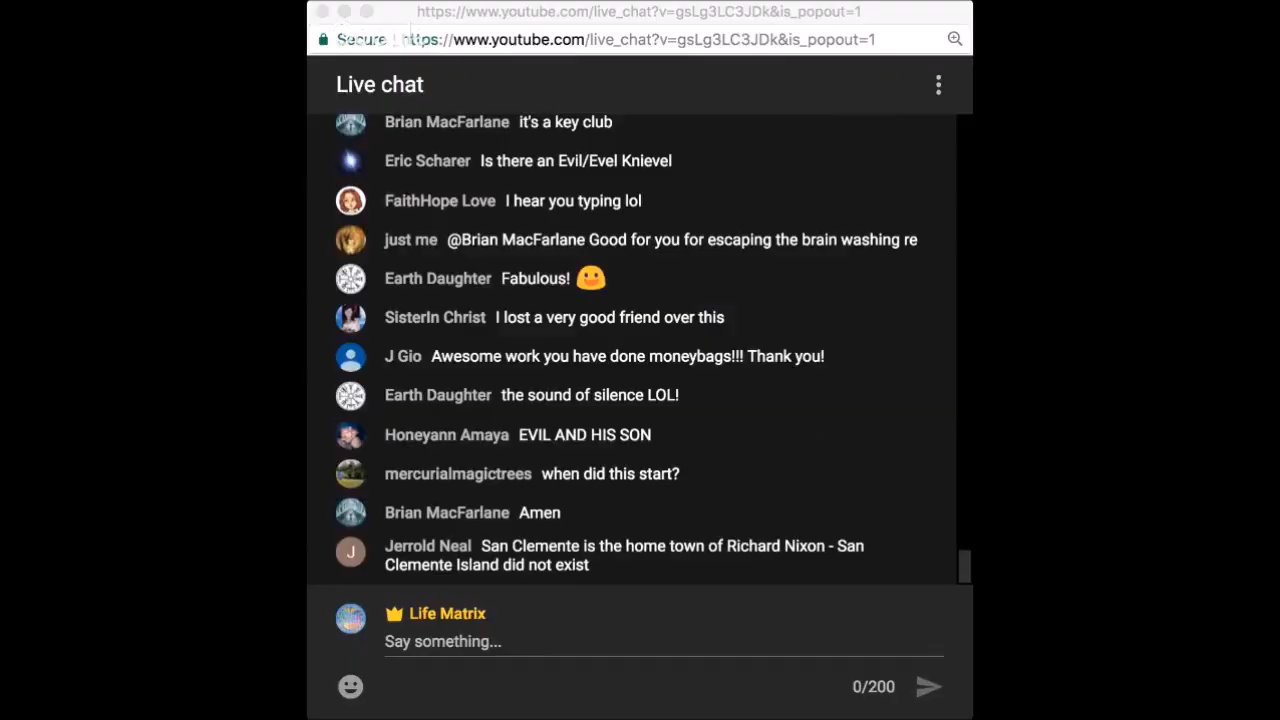 https://www.youtube.com/live_chat?v=gsLg3LC3JDk&is_popout=1
Secure https://www.youtube.com/live_chat?v=gsLg3LC3JDk&is_popout=1
Live chat
Brian MacFarlane it's a key club
Eric Scharer Is there an Evil/Evel Knievel
FaithHope Love I hear you typing lol
just me @Brian MacFarlane Good for you for escaping the brain washing re
Earth Daughter Fabulous!
SisterIn Christ I lost a very good friend over this
J Gio Awesome work you have done moneybags!!! Thank you!
Earth Daughter the sound of silence LOL!
Honeyann Amaya EVIL AND HIS SON
mercurialmagictrees when did this start?
Brian MacFarlane Amen
J
Jerrold Neal San Clemente is the home town of Richard Nixon - San
Clemente Island did not exist
Life Matrix
Say something...
0/200